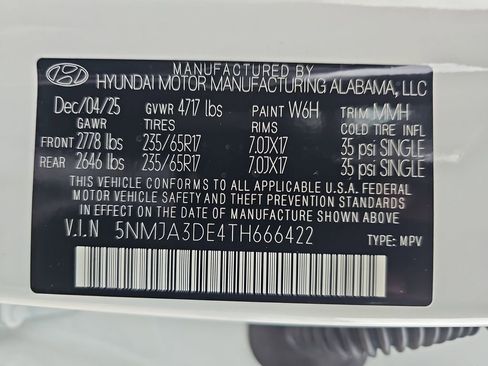 MANUFACTURED BY
HYUNDAI MOTOR MANUFACTURING ALABAMA, LLC
Dec/04/25 GVWR 4717 lbs PAINT W6H TRIM MMH
GAWR TIRES RIMS COLD TIRE INFL
FRONT 2778 lbs 235/65R17 7.0JX17 35 psi SINGLE
REAR 2646 lbs 235/65R17 7.0JX17 35 psi SINGLE
THIS VEHICLE CONFORMS TO ALL APPLICABLE U.S.A. FEDERAL
MOTOR VEHICLE SAFETY AND THEFT PREVENTION STANDARDS
IN EFFECT ON THE DATE OF MANUFACTURE SHOWN ABOVE.
V.I.N 5NMJA3DE4TH666422 TYPE: MPV